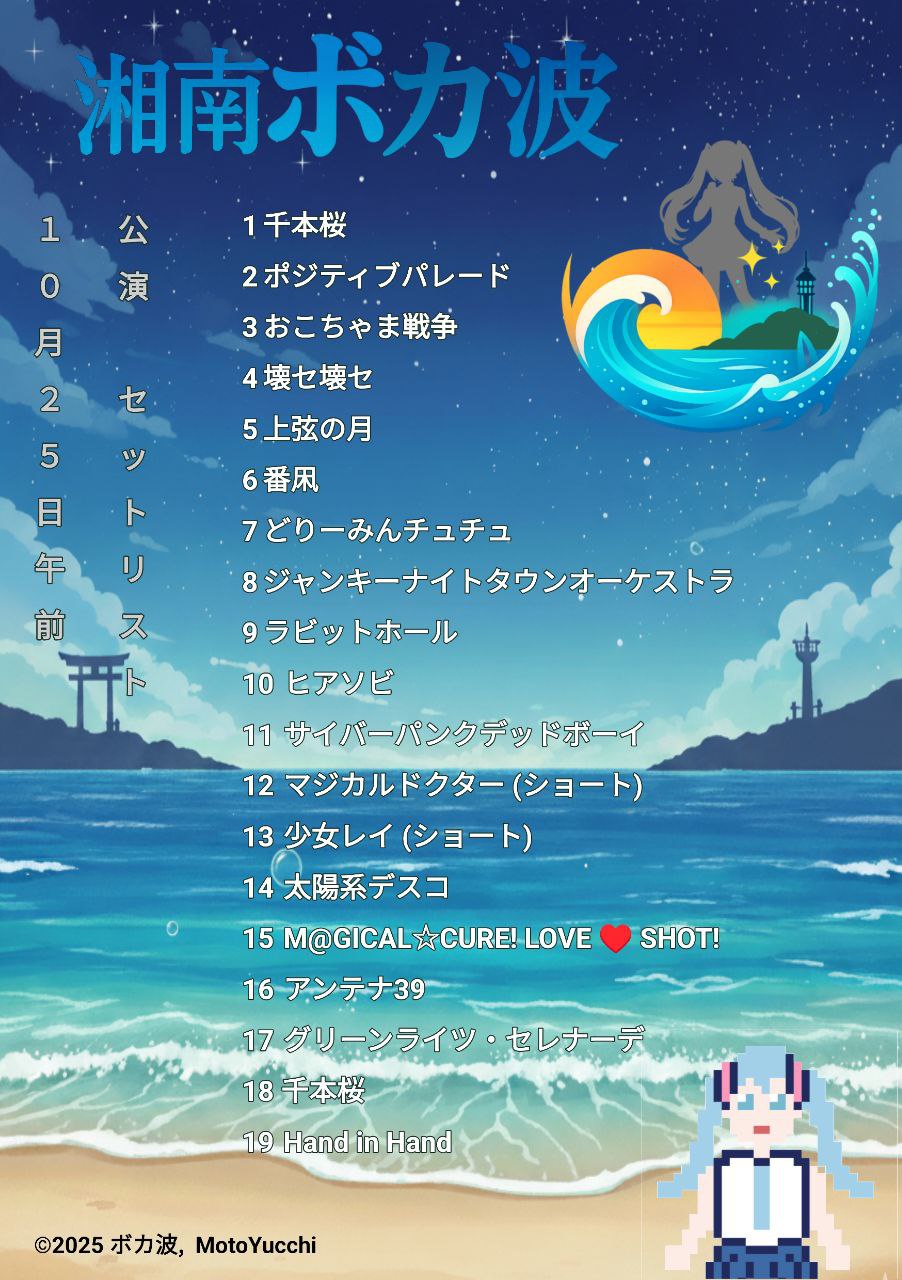 湘南ボカ波
公演 セットリスト
10月25日午前
1 千本桜
2 ポジティブパレード
3 おこちゃま戦争
4 壊セ壊セ
5 上弦の月
6 番凩
7 どりーみんチュチュ
8 ジャンキーナイトタウンオーケストラ
9 ラビットホール
10 ヒアソビ
11 サイバーパンクデッドボーイ
12 マジカルドクター (ショート)
13 少女レイ (ショート)
14 太陽系デスコ
15 M@GICAL☆CURE! LOVE ♥ SHOT!
16 アンテナ39
17 グリーンライツ・セレナーデ
18 千本桜
19 Hand in Hand
©2025 ボカ波, MotoYucchi